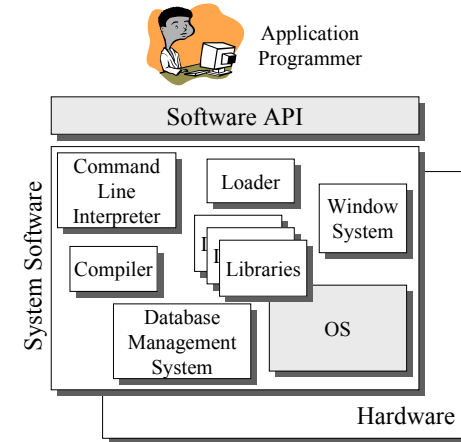 Application
Programmer
Software API
System Software
Command
Line
Interpreter
Loader
Window
System
Compiler
Libraries
Database
Management
System
OS
Hardware